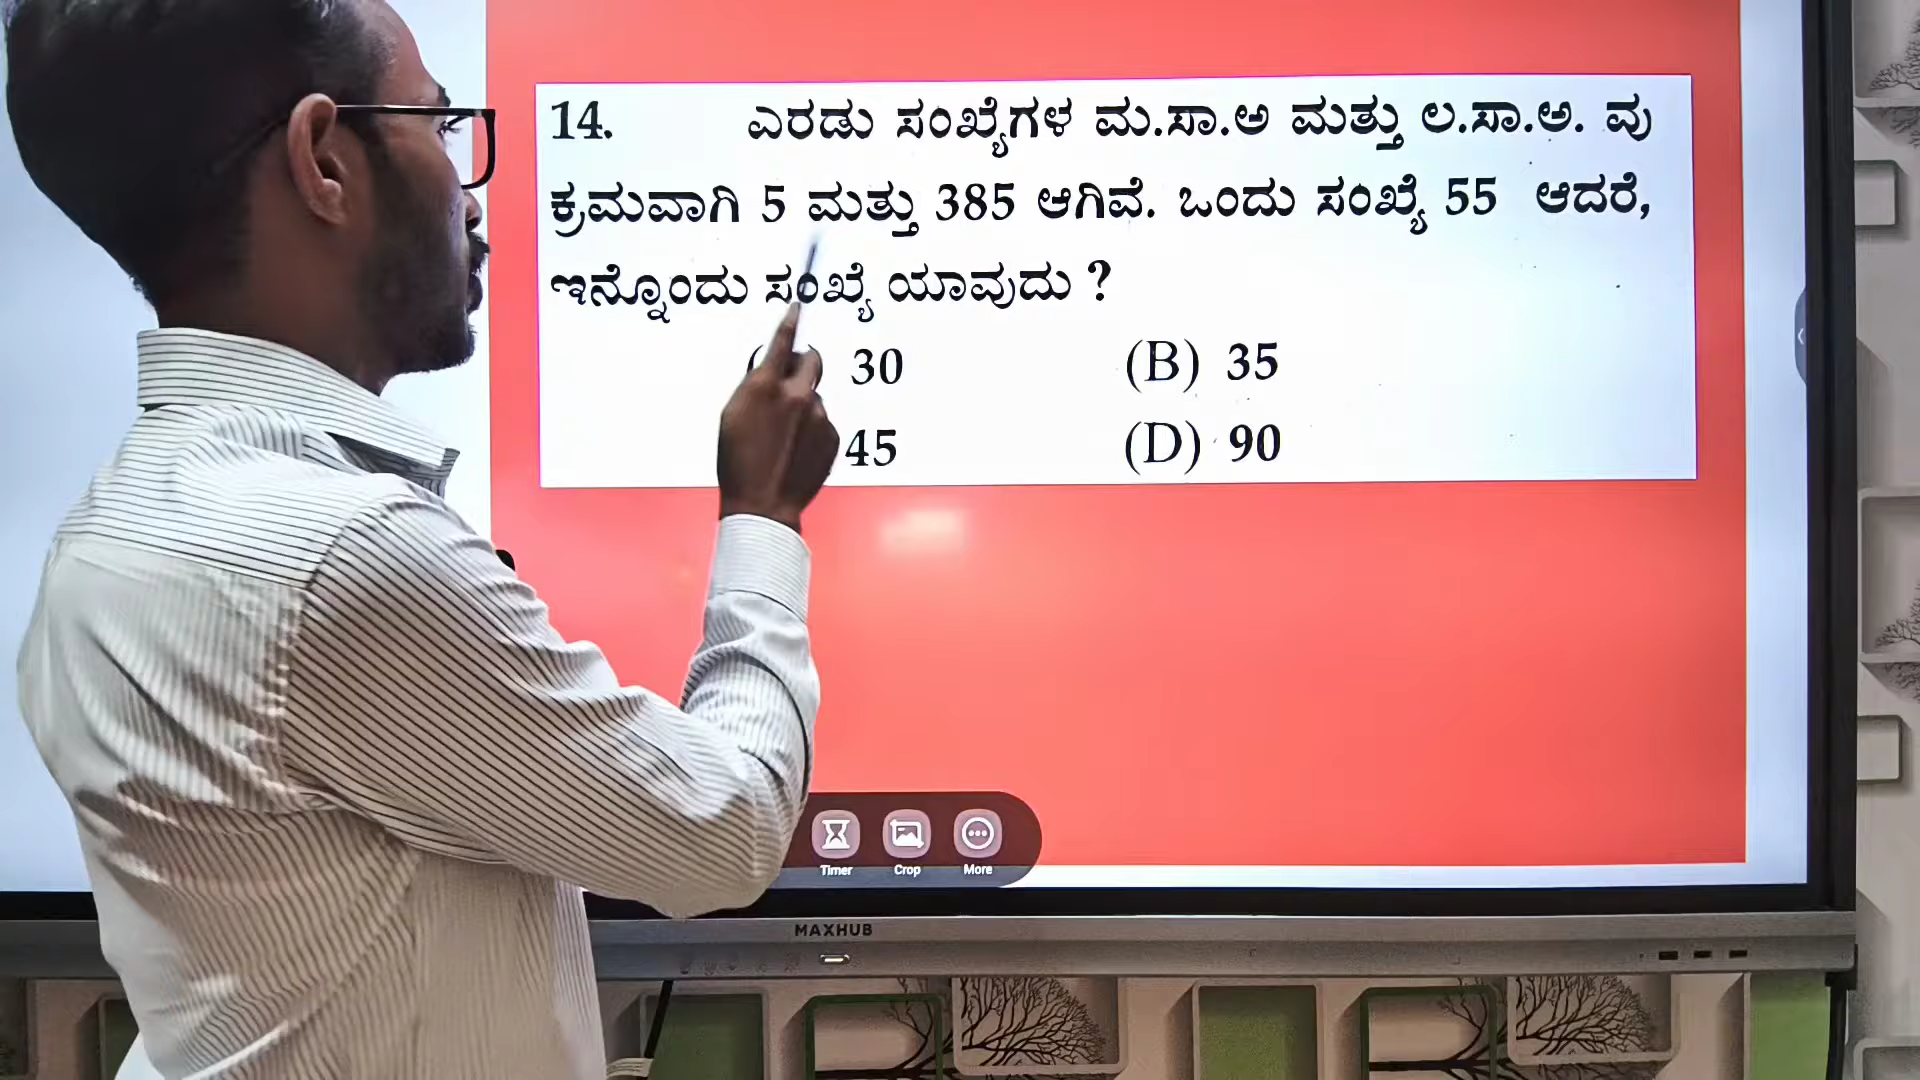 14. ಎರಡು ಸಂಖ್ಯೆಗಳ ಮ.ಸಾ.ಅ ಮತ್ತು ಲ.ಸಾ.ಅ. ವು
ಕ್ರಮವಾಗಿ 5 ಮತ್ತು 385 ಆಗಿವೆ. ಒಂದು ಸಂಖ್ಯೆ 55 ಆದರೆ,
ಇನ್ನೊಂದು ಸಂಖ್ಯೆ ಯಾವುದು ?
30 (B) 35
45 (D) 90
Timer Crop More
MAXHUB